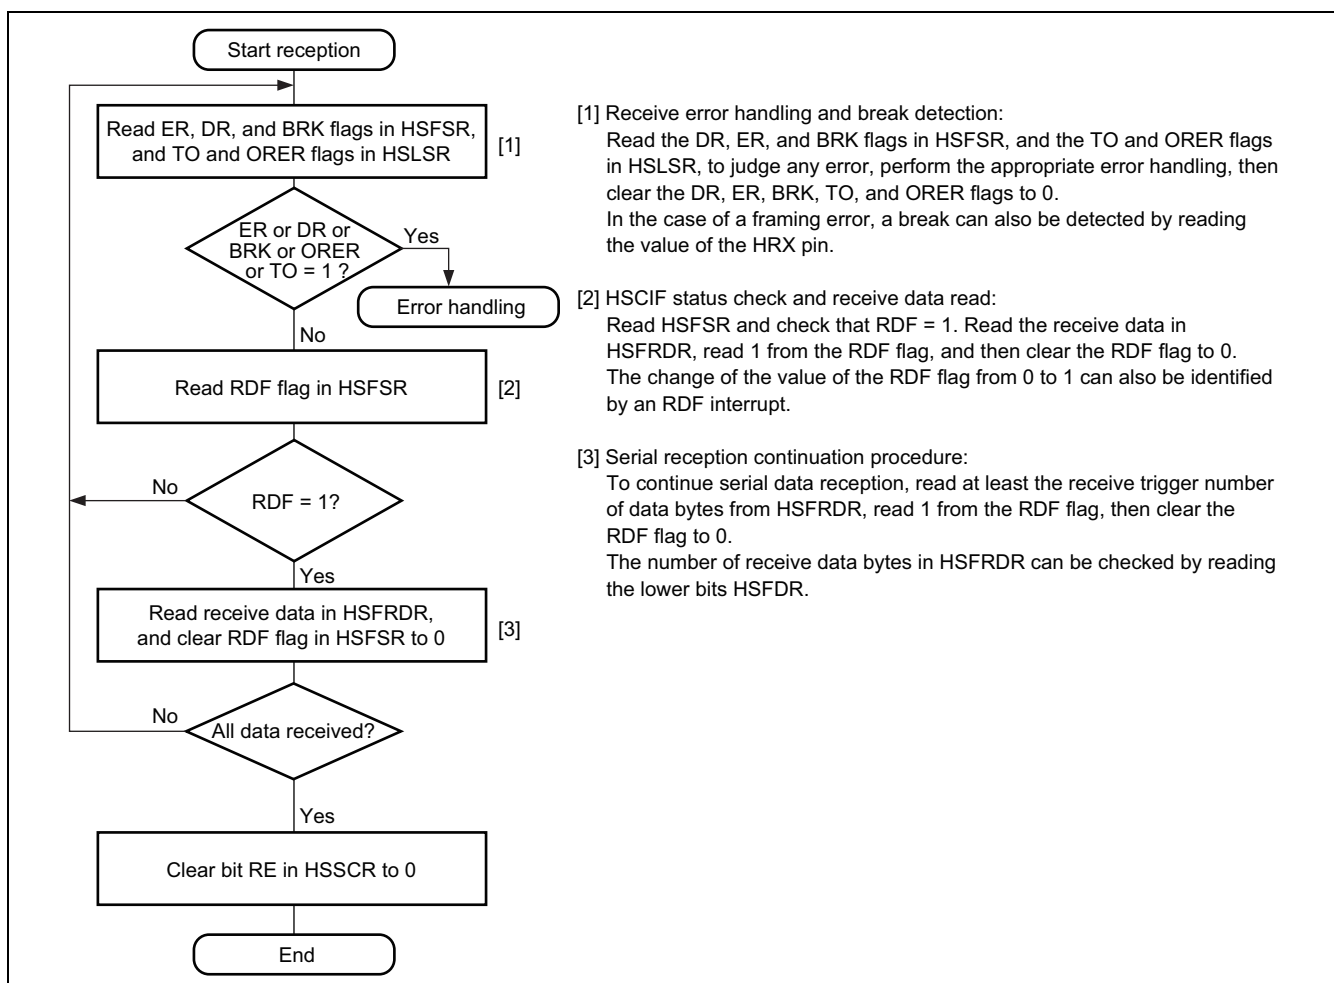 Start reception
Read ER, DR, and BRK flags in HSFSR,
and TO and ORER flags in HSLSR
[1]
ER or DR or
BRK or ORER
or TO = 1 ?
Yes
Error handling
No
Read RDF flag in HSFSR
[2]
No
RDF = 1?
Yes
Read receive data in HSFRDR,
and clear RDF flag in HSFSR to 0
[3]
No
All data received?
Yes
Clear bit RE in HSSCR to 0
End
[1] Receive error handling and break detection:
Read the DR, ER, and BRK flags in HSFSR, and the TO and ORER flags
in HSLSR, to judge any error, perform the appropriate error handling, then
clear the DR, ER, BRK, TO, and ORER flags to 0.
In the case of a framing error, a break can also be detected by reading
the value of the HRX pin.
[2] HSCIF status check and receive data read:
Read HSFSR and check that RDF = 1. Read the receive data in
HSFRDR, read 1 from the RDF flag, and then clear the RDF flag to 0.
The change of the value of the RDF flag from 0 to 1 can also be identified
by an RDF interrupt.
[3] Serial reception continuation procedure:
To continue serial data reception, read at least the receive trigger number
of data bytes from HSFRDR, read 1 from the RDF flag, then clear the
RDF flag to 0.
The number of receive data bytes in HSFRDR can be checked by reading
the lower bits HSFDR.